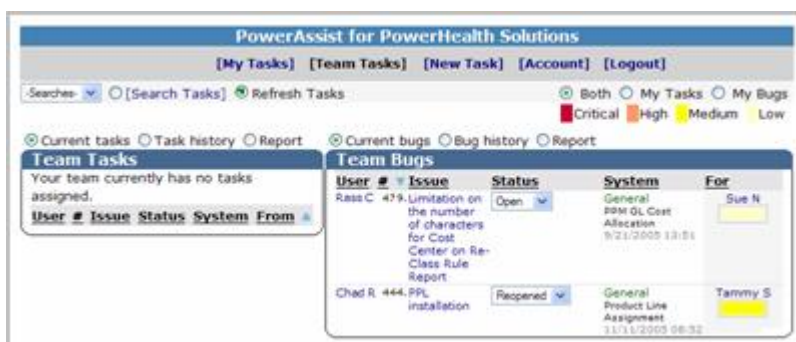 PowerAssist for PowerHealth Solutions
[My Tasks] [Team Tasks] [New Task] [Account] [Logout]
-Searches- [Search Tasks] Refresh Tasks
Both My Tasks My Bugs
Critical High Medium Low
Current tasks Task history Report
Current bugs Bug history Report
Team Tasks
Your team currently has no tasks
assigned.
User # Issue Status System From
Team Bugs
User # Issue Status System For
Rass C 479. Limitation on
the number
of characters
for Cost
Center on Re-
Class Rule
Report
Open
General
PPM GL Cost
Allocation
9/21/2005 13:51
Sue N
Chad R 444. PPL
installation
Reopened
General
Product Line
Assignment
11/11/2005 08:52
Tammy S